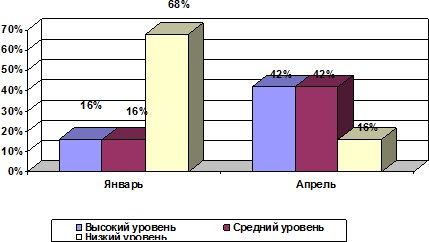 68%
70%
60%
50%
40%
30%
20%
10%
0%
16%
16%
42%
42%
16%
Январь
Апрель
Высокий уровень
Средний уровень
Низкий уровень